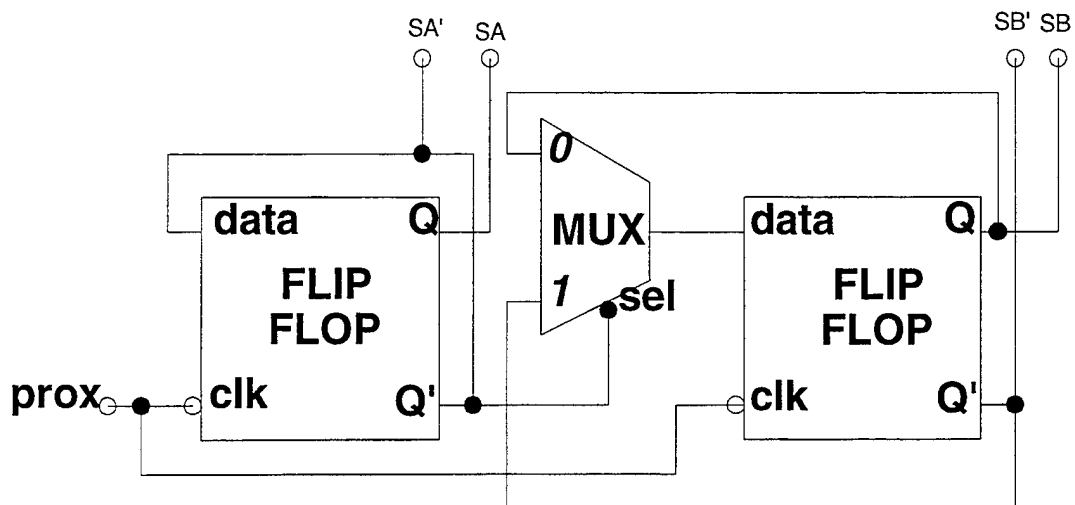 SA' SA SB' SB
0
data Q MUX data Q
1 sel
FLIP
FLOP
FLIP
FLOP
prox clk Q' clk Q'